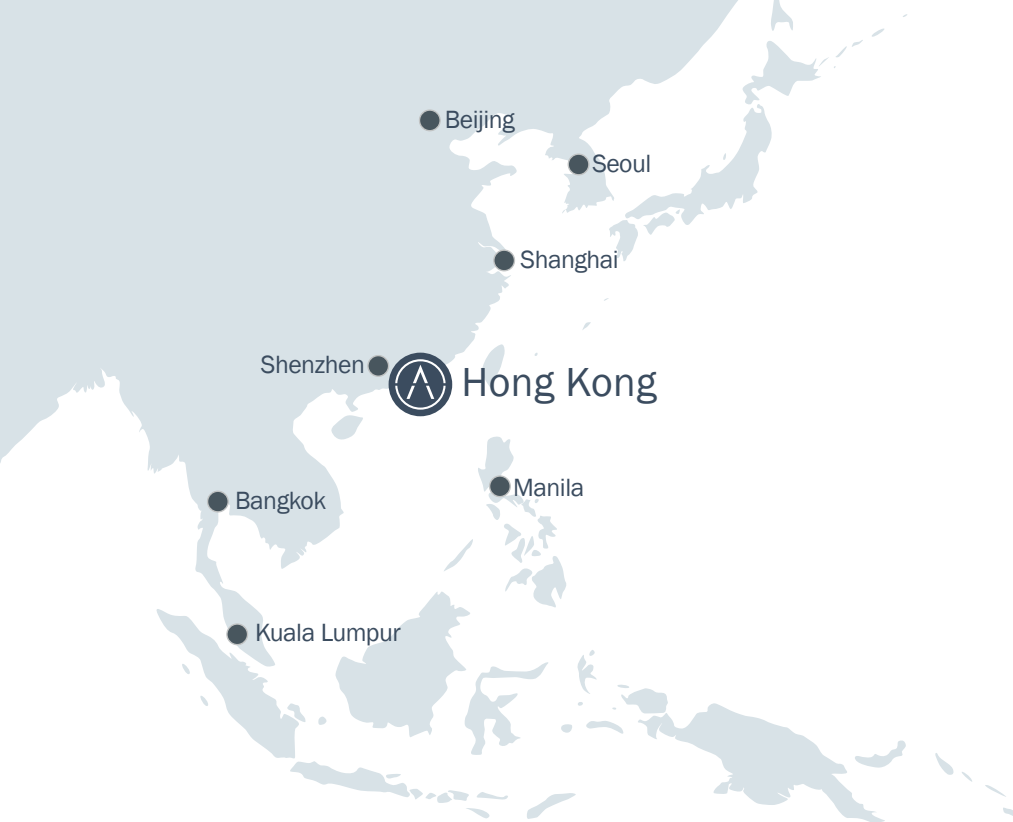 Beijing
Seoul
Shanghai
Shenzhen
Hong Kong
Manila
Bangkok
Kuala Lumpur